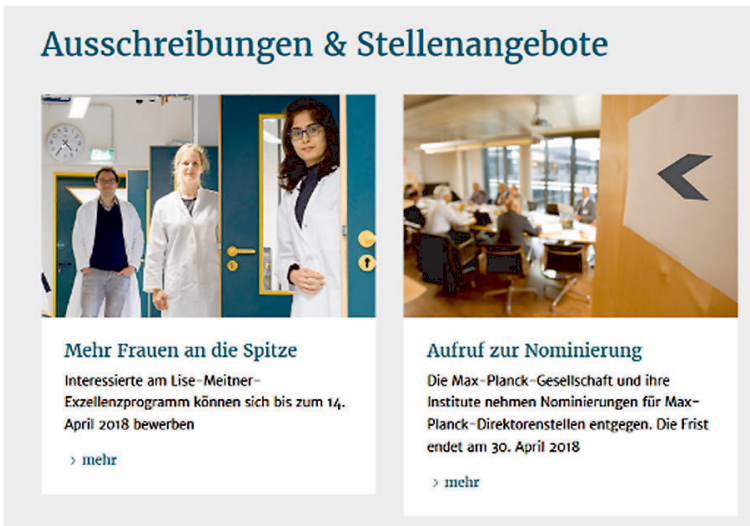 Ausschreibungen & Stellenangebote
Mehr Frauen an die Spitze
Interessierte am Lise-Meitner-
Exzellenzprogramm können sich bis zum 14.
April 2018 bewerben
> mehr
Aufruf zur Nominierung
Die Max-Planck-Gesellschaft und ihre
Institute nehmen Nominierungen für Max-
Planck-Direktorenstellen entgegen. Die Frist
endet am 30. April 2018
> mehr